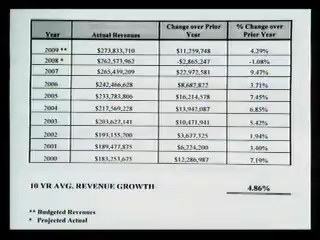 Year Actual Revenues Change over Prior Year % Change over Prior Year
2009 ** $273,833,710 $11,259,748 4.29%
2008 * $262,573,962 -$2,865,247 -1.08%
2007 $265,439,209 $22,972,581 9.47%
2006 $242,466,628 $8,682,822 3.71%
2005 $233,783,806 $16,214,578 7.45%
2004 $217,569,228 $13,942,087 6.85%
2003 $203,627,141 $10,471,941 5.42%
2002 $193,155,200 $3,677,325 1.94%
2001 $189,477,875 $6,224,200 3.40%
2000 $183,253,675 $12,286,987 7.19%
10 YR AVG. REVENUE GROWTH: 4.86%
** Budgeted Revenues
* Projected Actual